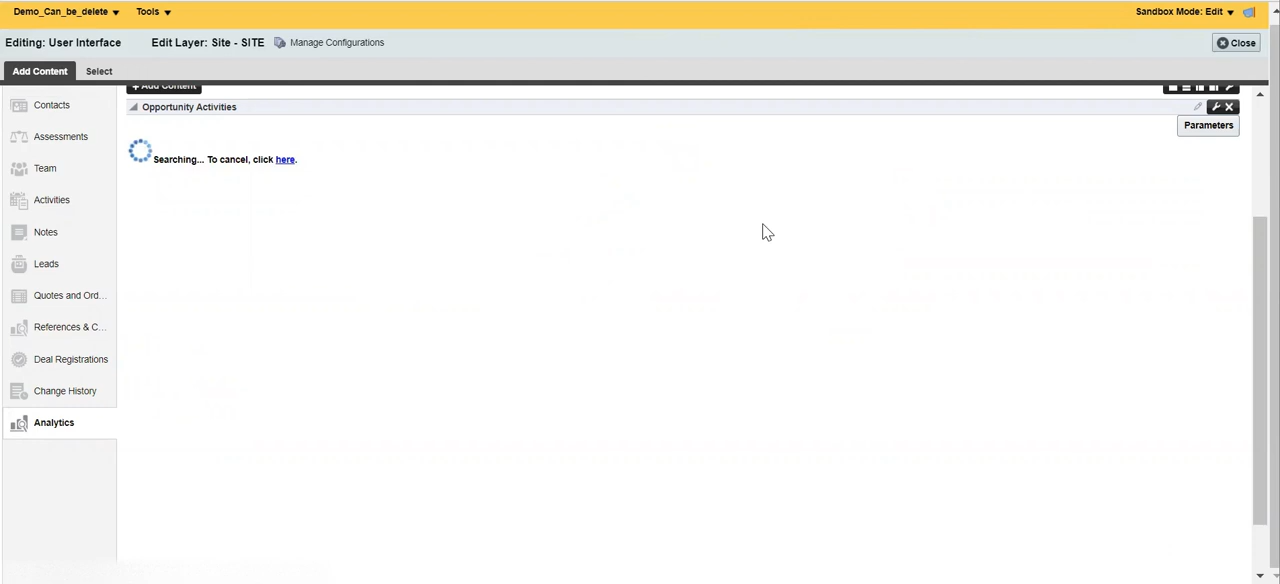 Demo_Can_be_delete Tools Sandbox Mode: Edit
Editing: User Interface Edit Layer: Site - SITE Manage Configurations Close
Add Content Select
+ Add Content
Contacts
Opportunity Activities
Parameters
Assessments
Searching... To cancel, click here.
Team
Activities
Notes
Leads
Quotes and Ord...
References & C...
Deal Registrations
Change History
Analytics